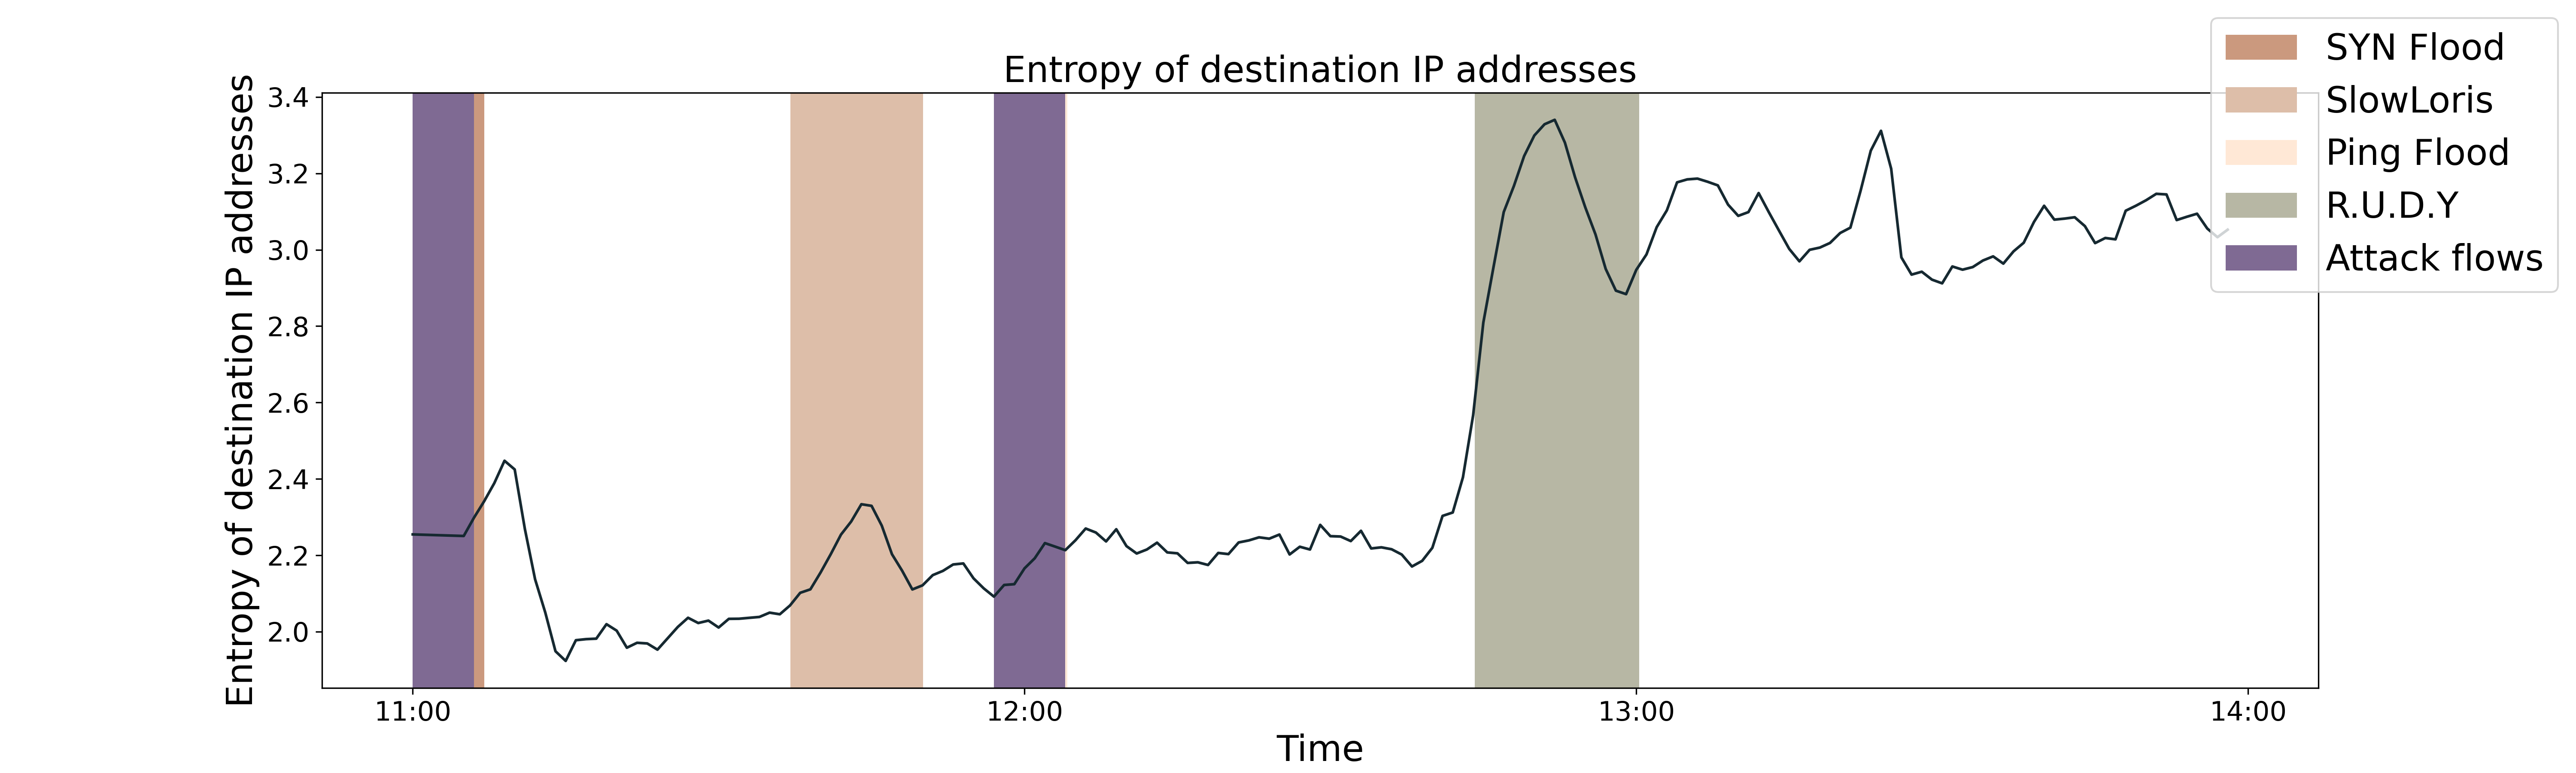 Entropy of destination IP addresses
SYN Flood
SlowLoris
Ping Flood
R.U.D.Y
Attack flows
Entropy of destination IP addresses
3.4
3.2
3.0
2.8
2.6
2.4
2.2
2.0
11:00
12:00
13:00
14:00
Time